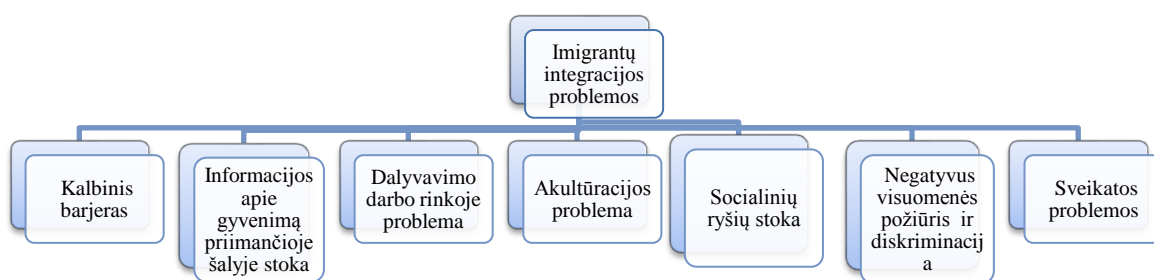 Imigrantų
integracijos
problemos
Kalbinis
barjeras
Informacijos
apie
gyvenimą
priimančioje
šalyje stoka
Dalyvavimo
darbo rinkoje
problema
Akultūracijos
problema
Socialinių
ryšių stoka
Negatyvus
visuomenės
požiūris ir
diskriminacij
a
Sveikatos
problemos